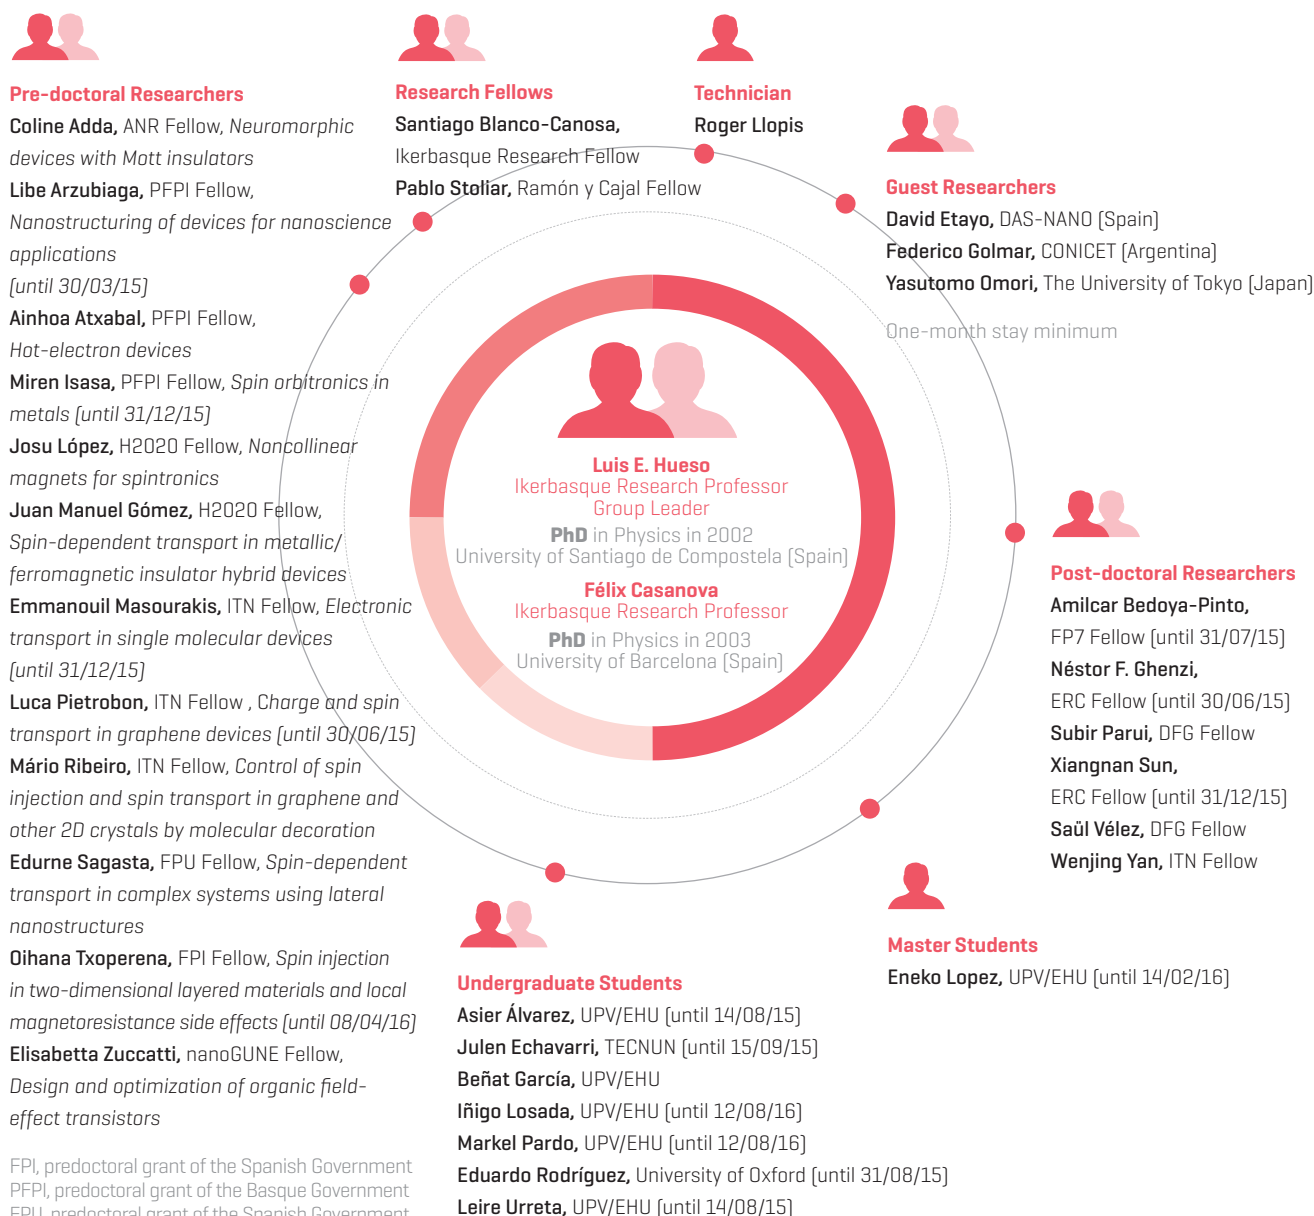 Pre-doctoral Researchers
Coline Adda, ANR Fellow, Neuromorphic
devices with Mott insulators
Libe Arzubiaga, PFPI Fellow,
Nanostructuring of devices for nanoscience
applications
(until 30/03/15)
Ainhoa Atxabal, PFPI Fellow,
Hot-electron devices
Miren Isasa, PFPI Fellow, Spin orbitronics in
metals (until 31/12/15)
Josu López, H2020 Fellow, Noncollinear
magnets for spintronics
Juan Manuel Gómez, H2020 Fellow,
Spin-dependent transport in metallic/
ferromagnetic insulator hybrid devices
Emmanouil Masourakis, ITN Fellow, Electronic
transport in single molecular devices
(until 31/12/15)
Luca Pietrobon, ITN Fellow , Charge and spin
transport in graphene devices (until 30/06/15)
Mário Ribeiro, ITN Fellow, Control of spin
injection and spin transport in graphene and
other 2D crystals by molecular decoration
Edurne Sagasta, FPU Fellow, Spin-dependent
transport in complex systems using lateral
nanostructures
Oihana Txoperena, FPI Fellow, Spin injection
in two-dimensional layered materials and local
magnetoresistance side effects (until 08/04/16)
Elisabetta Zuccatti, nanoGUNE Fellow,
Design and optimization of organic field-
effect transistors
FPI, predoctoral grant of the Spanish Government
PFPI, predoctoral grant of the Basque Government
FPU, predoctoral grant of the Spanish Government
Research Fellows
Santiago Blanco-Canosa,
Ikerbasque Research Fellow
Pablo Stoliar, Ramón y Cajal Fellow
Technician
Roger Llopis
Guest Researchers
David Etayo, DAS-NANO (Spain)
Federico Golmar, CONICET (Argentina)
Yasutomo Omori, The University of Tokyo (Japan)
One-month stay minimum
Luis E. Hueso
Ikerbasque Research Professor
Group Leader
PhD in Physics in 2002
University of Santiago de Compostela (Spain)
Félix Casanova
Ikerbasque Research Professor
PhD in Physics in 2003
University of Barcelona (Spain)
Post-doctoral Researchers
Amilcar Bedoya-Pinto,
FP7 Fellow (until 31/07/15)
Néstor F. Ghenzi,
ERC Fellow (until 30/06/15)
Subir Parui, DFG Fellow
Xiangnan Sun,
ERC Fellow (until 31/12/15)
Saül Vélez, DFG Fellow
Wenjing Yan, ITN Fellow
Master Students
Eneko Lopez, UPV/EHU (until 14/02/16)
Undergraduate Students
Asier Álvarez, UPV/EHU (until 14/08/15)
Julen Echavarri, TECNUN (until 15/09/15)
Beñat García, UPV/EHU
Iñigo Losada, UPV/EHU (until 12/08/16)
Markel Pardo, UPV/EHU (until 12/08/16)
Eduardo Rodríguez, University of Oxford (until 31/08/15)
Leire Urreta, UPV/EHU (until 14/08/15)